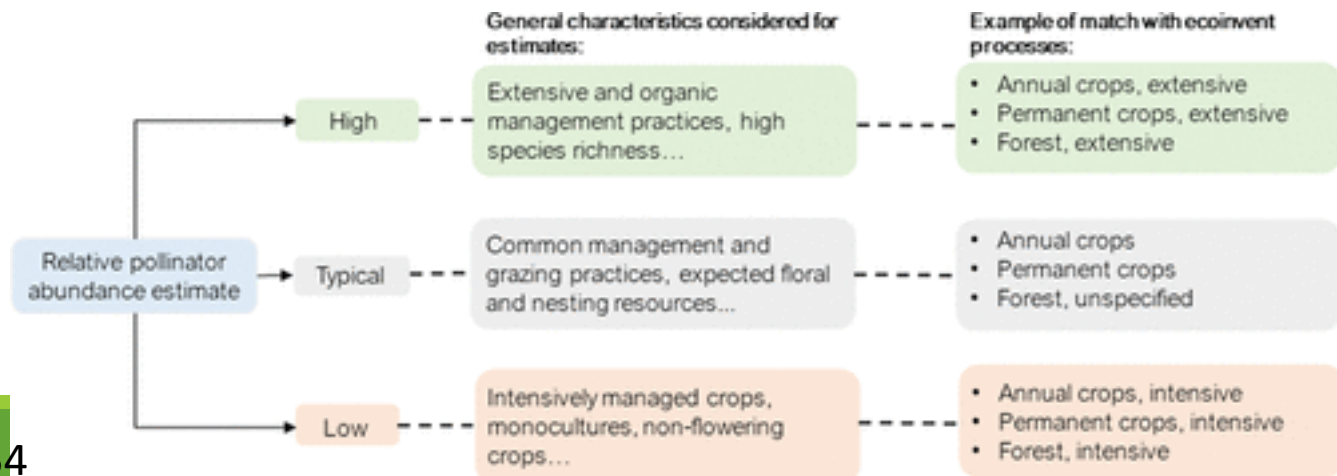 General characteristics considered for
estimates:
Example of match with ecoinvent
processes:
High
Extensive and organic
management practices, high
species richness...
• Annual crops, extensive
• Permanent crops, extensive
• Forest, extensive
Relative pollinator
abundance estimate
Typical
Common management and
grazing practices, expected floral
and nesting resources...
• Annual crops
• Permanent crops
• Forest, unspecified
Low
Intensively managed crops,
monocultures, non-flowering
crops...
• Annual crops, intensive
• Permanent crops, intensive
• Forest, intensive